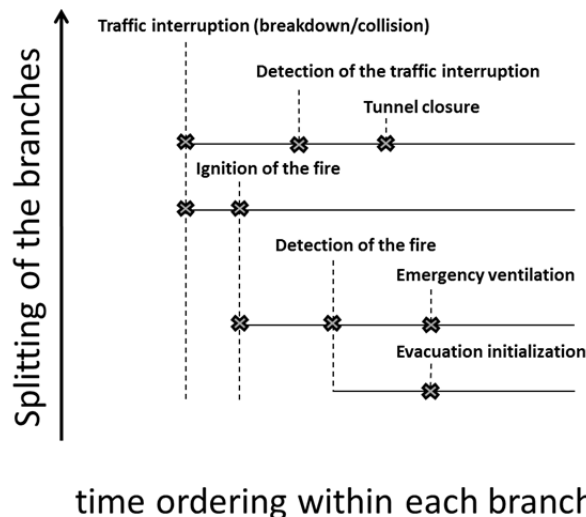 Traffic interruption (breakdown/collision)
Detection of the traffic interruption
Tunnel closure
Ignition of the fire
Detection of the fire
Emergency ventilation
Evacuation initialization
Splitting of the branches
time ordering within each branch